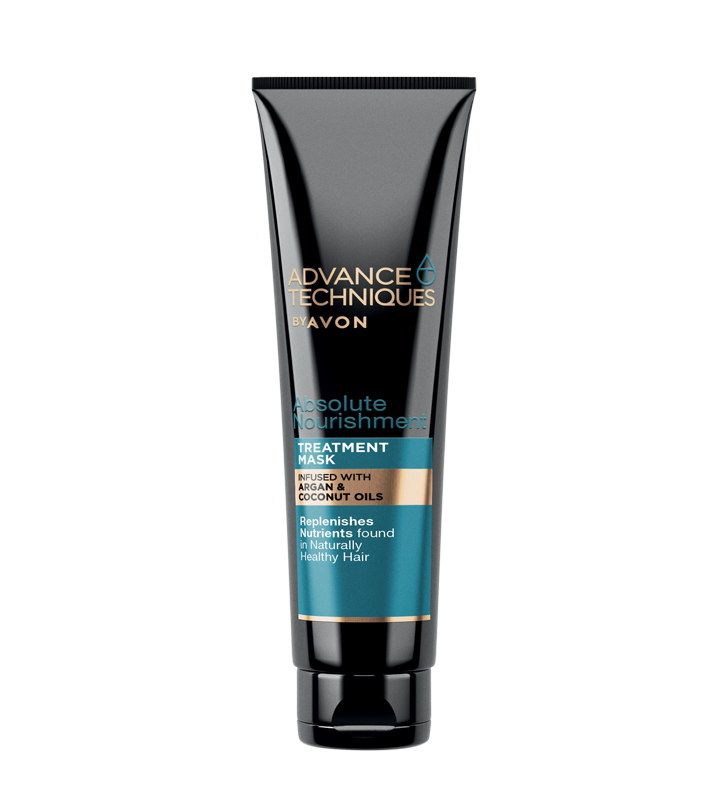 ADVANCE
TECHNIQUES
BY AVON
Absolute
Nourishment
TREATMENT
MASK
INFUSED WITH
ARGAN &
COCONUT OILS
Replenishes
Nutrients found
in Naturally
Healthy Hair